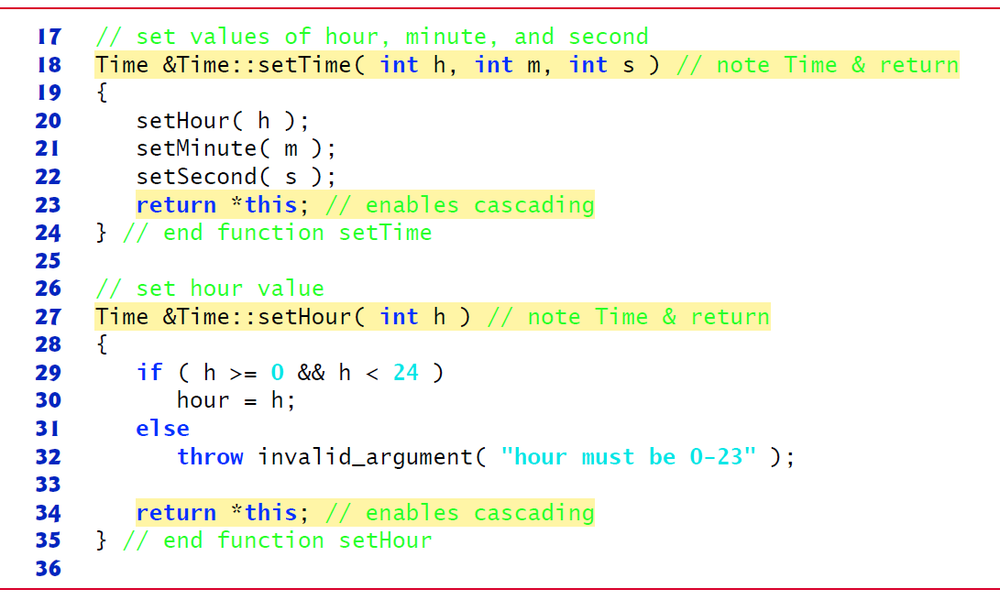 17 // set values of hour, minute, and second
18 Time &Time::setTime( int h, int m, int s ) // note Time & return
19 {
20 setHour( h );
21 setMinute( m );
22 setSecond( s );
23 return *this; // enables cascading
24 } // end function setTime
25
26 // set hour value
27 Time &Time::setHour( int h ) // note Time & return
28 {
29 if ( h >= 0 && h < 24 )
30 hour = h;
31 else
32 throw invalid_argument( "hour must be 0-23" );
33
34 return *this; // enables cascading
35 } // end function setHour
36